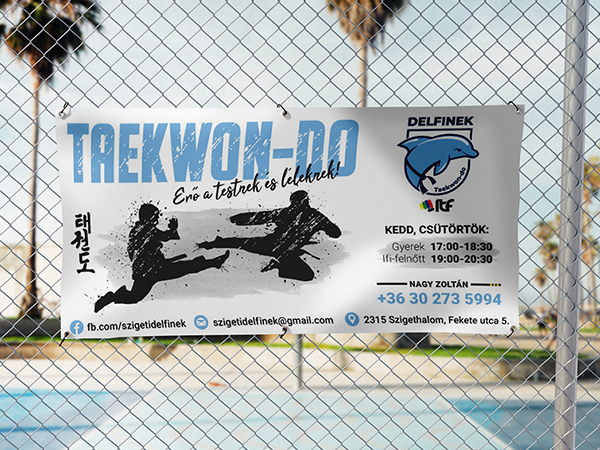 TAEKWON-DO
Erő a testnek és léleknek!
태권도
DELFINEK
Taekwon-do
itf
KEDD, CSÜTÖRTÖK:
Gyerek 17:00-18:30
Ifi-felnőtt 19:00-20:30
NAGY ZOLTÁN
+36 30 273 5994
fb.com/szigetidelfinek
szigetidelfinek@gmail.com
2315 Szigethalom, Fekete utca 5.